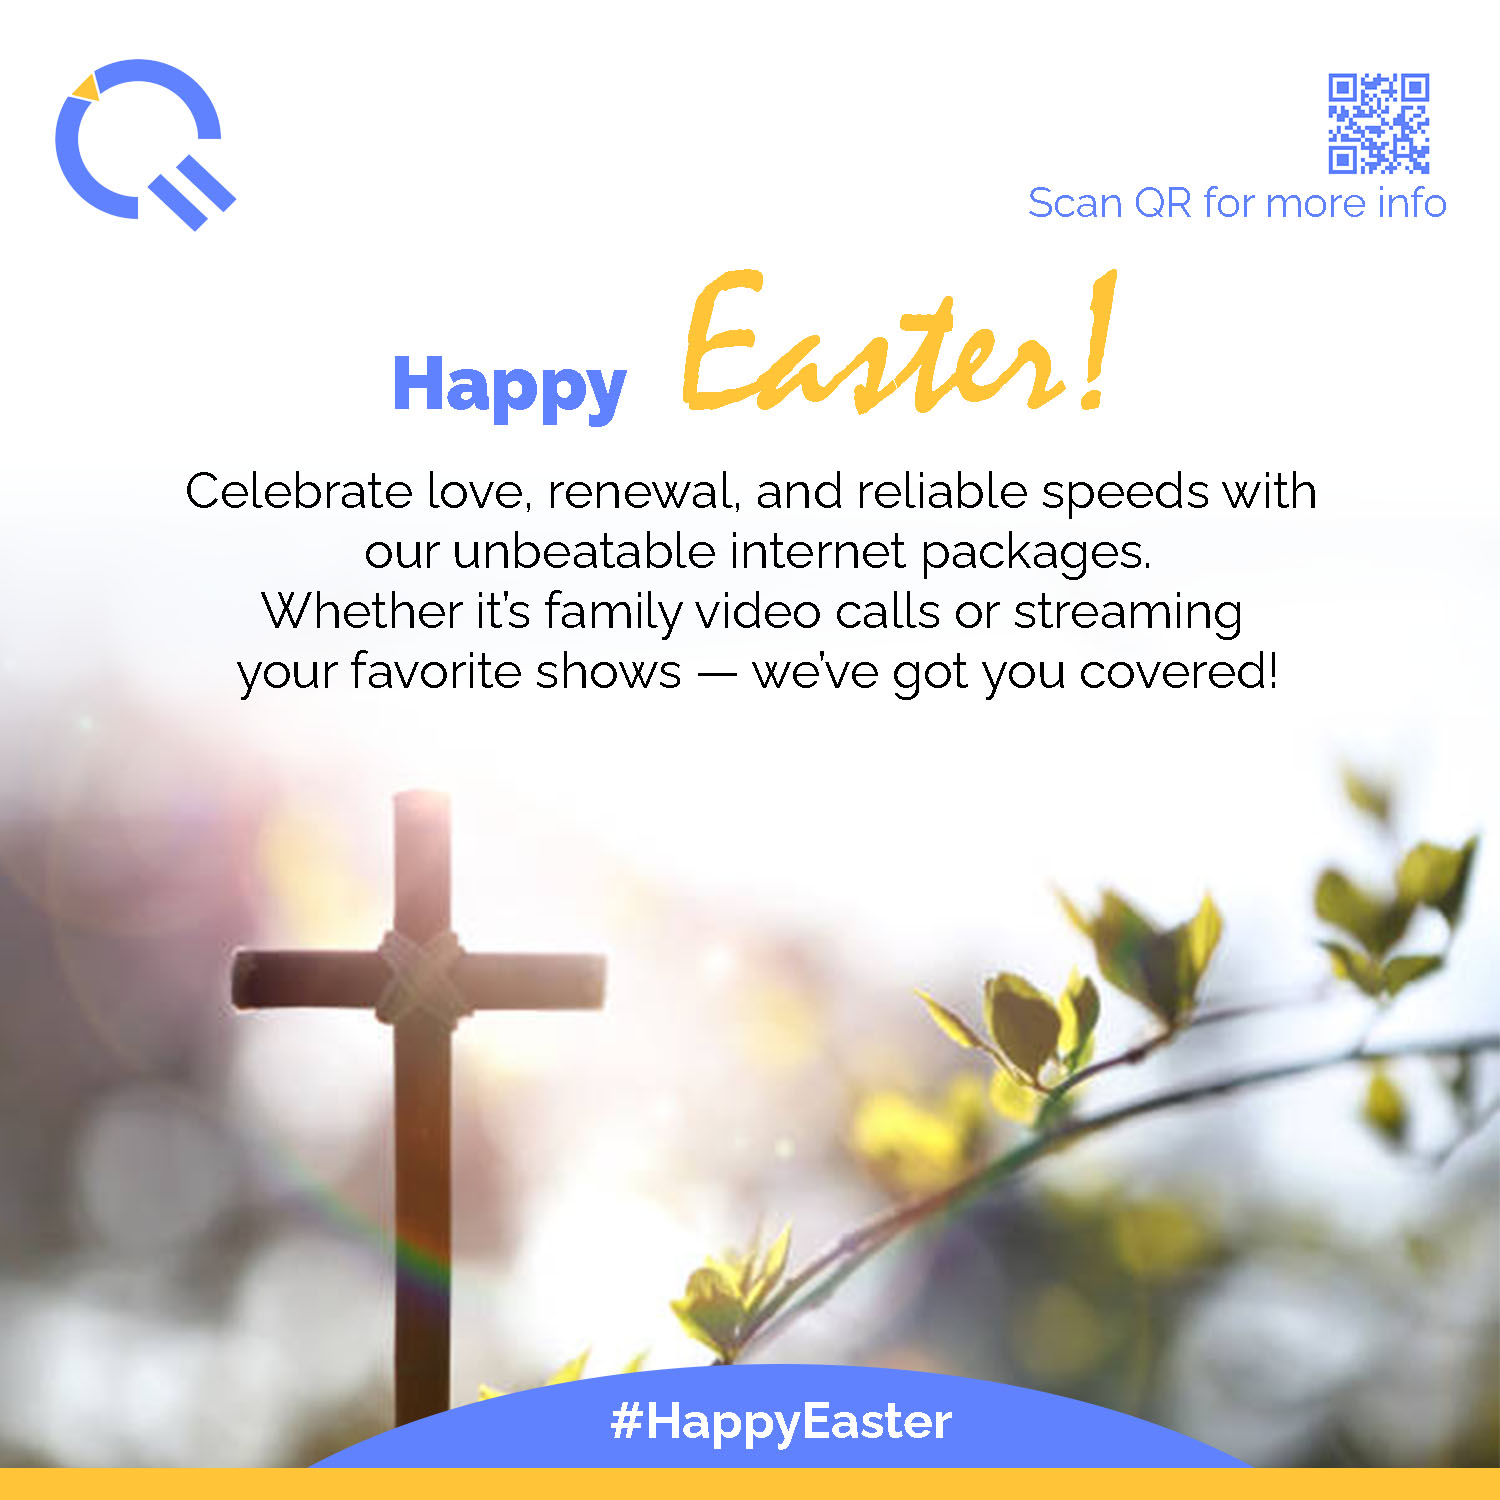 Scan QR for more info
Happy Easter!
Celebrate love, renewal, and reliable speeds with
our unbeatable internet packages.
Whether it’s family video calls or streaming
your favorite shows — we’ve got you covered!
#HappyEaster